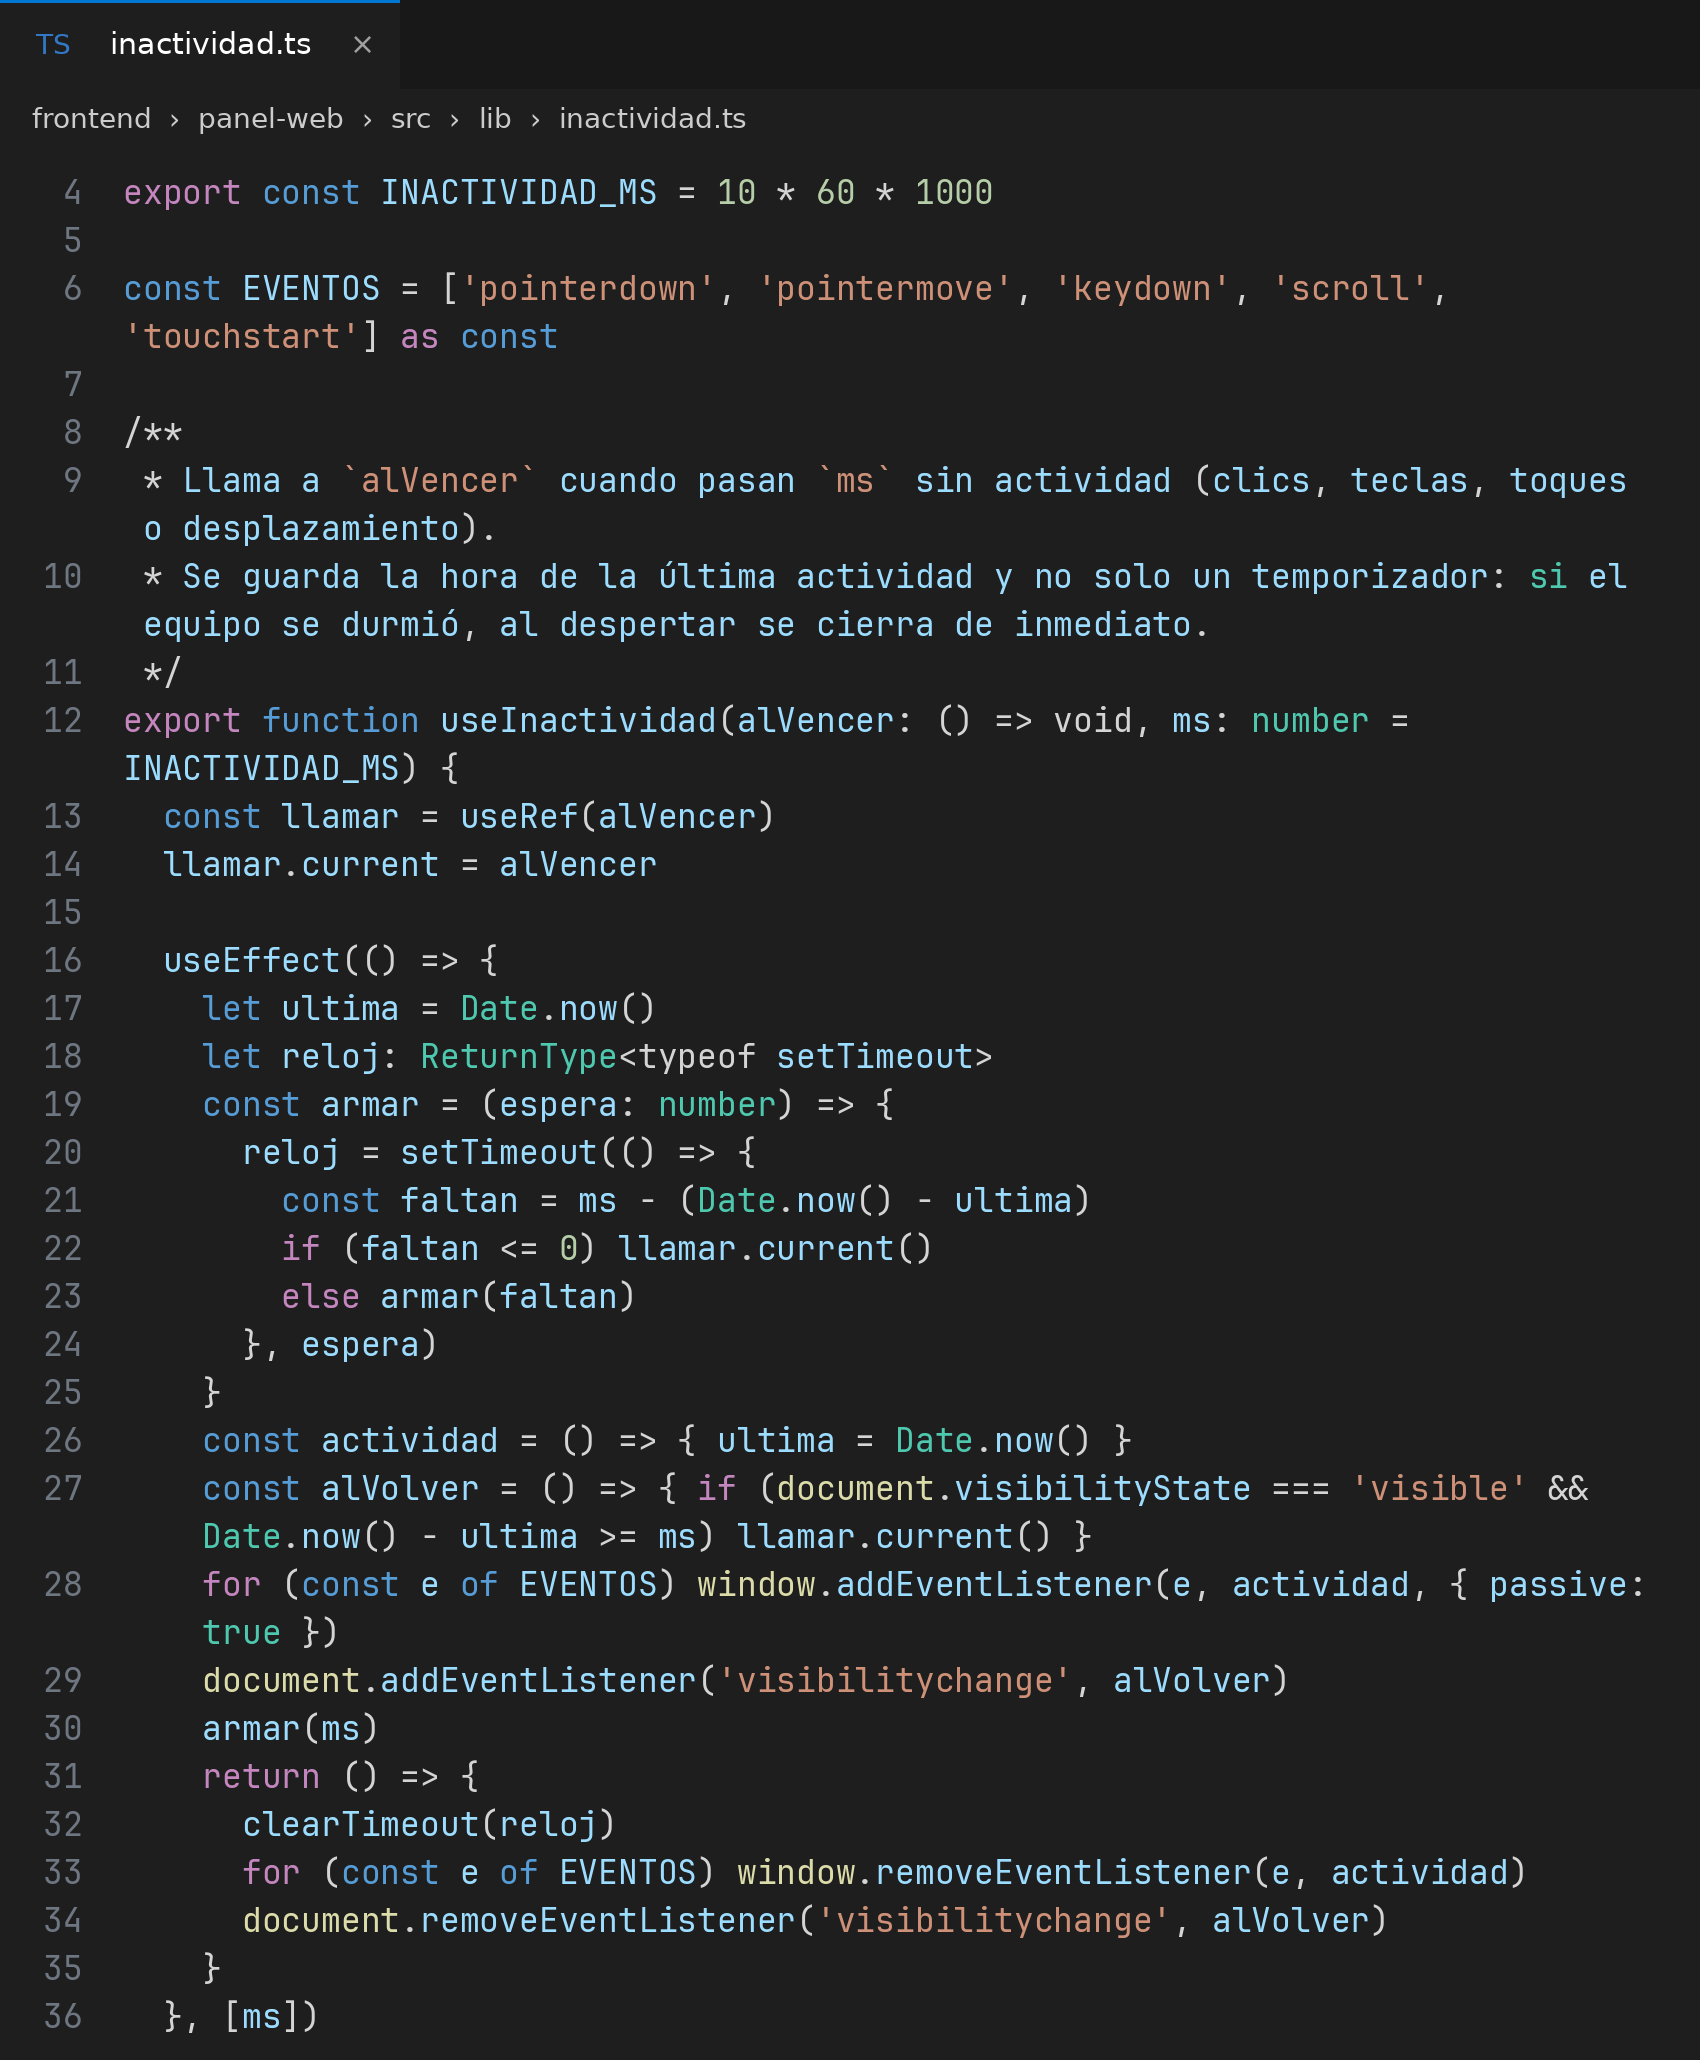 TS inactividad.ts ×
frontend › panel-web › src › lib › inactividad.ts
4 export const INACTIVIDAD_MS = 10 * 60 * 1000
5
6 const EVENTOS = ['pointerdown', 'pointermove', 'keydown', 'scroll',
'touchstart'] as const
7
8 /**
9  * Llama a `alVencer` cuando pasan `ms` sin actividad (clics, teclas, toques
o desplazamiento).
10  * Se guarda la hora de la última actividad y no solo un temporizador: si el
equipo se durmió, al despertar se cierra de inmediato.
11  */
12 export function useInactividad(alVencer: () => void, ms: number =
INACTIVIDAD_MS) {
13   const llamar = useRef(alVencer)
14   llamar.current = alVencer
15
16   useEffect(() => {
17     let ultima = Date.now()
18     let reloj: ReturnType<typeof setTimeout>
19     const armar = (espera: number) => {
20       reloj = setTimeout(() => {
21         const faltan = ms - (Date.now() - ultima)
22         if (faltan <= 0) llamar.current()
23         else armar(faltan)
24       }, espera)
25     }
26     const actividad = () => { ultima = Date.now() }
27     const alVolver = () => { if (document.visibilityState === 'visible' &&
Date.now() - ultima >= ms) llamar.current() }
28     for (const e of EVENTOS) window.addEventListener(e, actividad, { passive:
true })
29     document.addEventListener('visibilitychange', alVolver)
30     armar(ms)
31     return () => {
32       clearTimeout(reloj)
33       for (const e of EVENTOS) window.removeEventListener(e, actividad)
34       document.removeEventListener('visibilitychange', alVolver)
35     }
36   }, [ms])